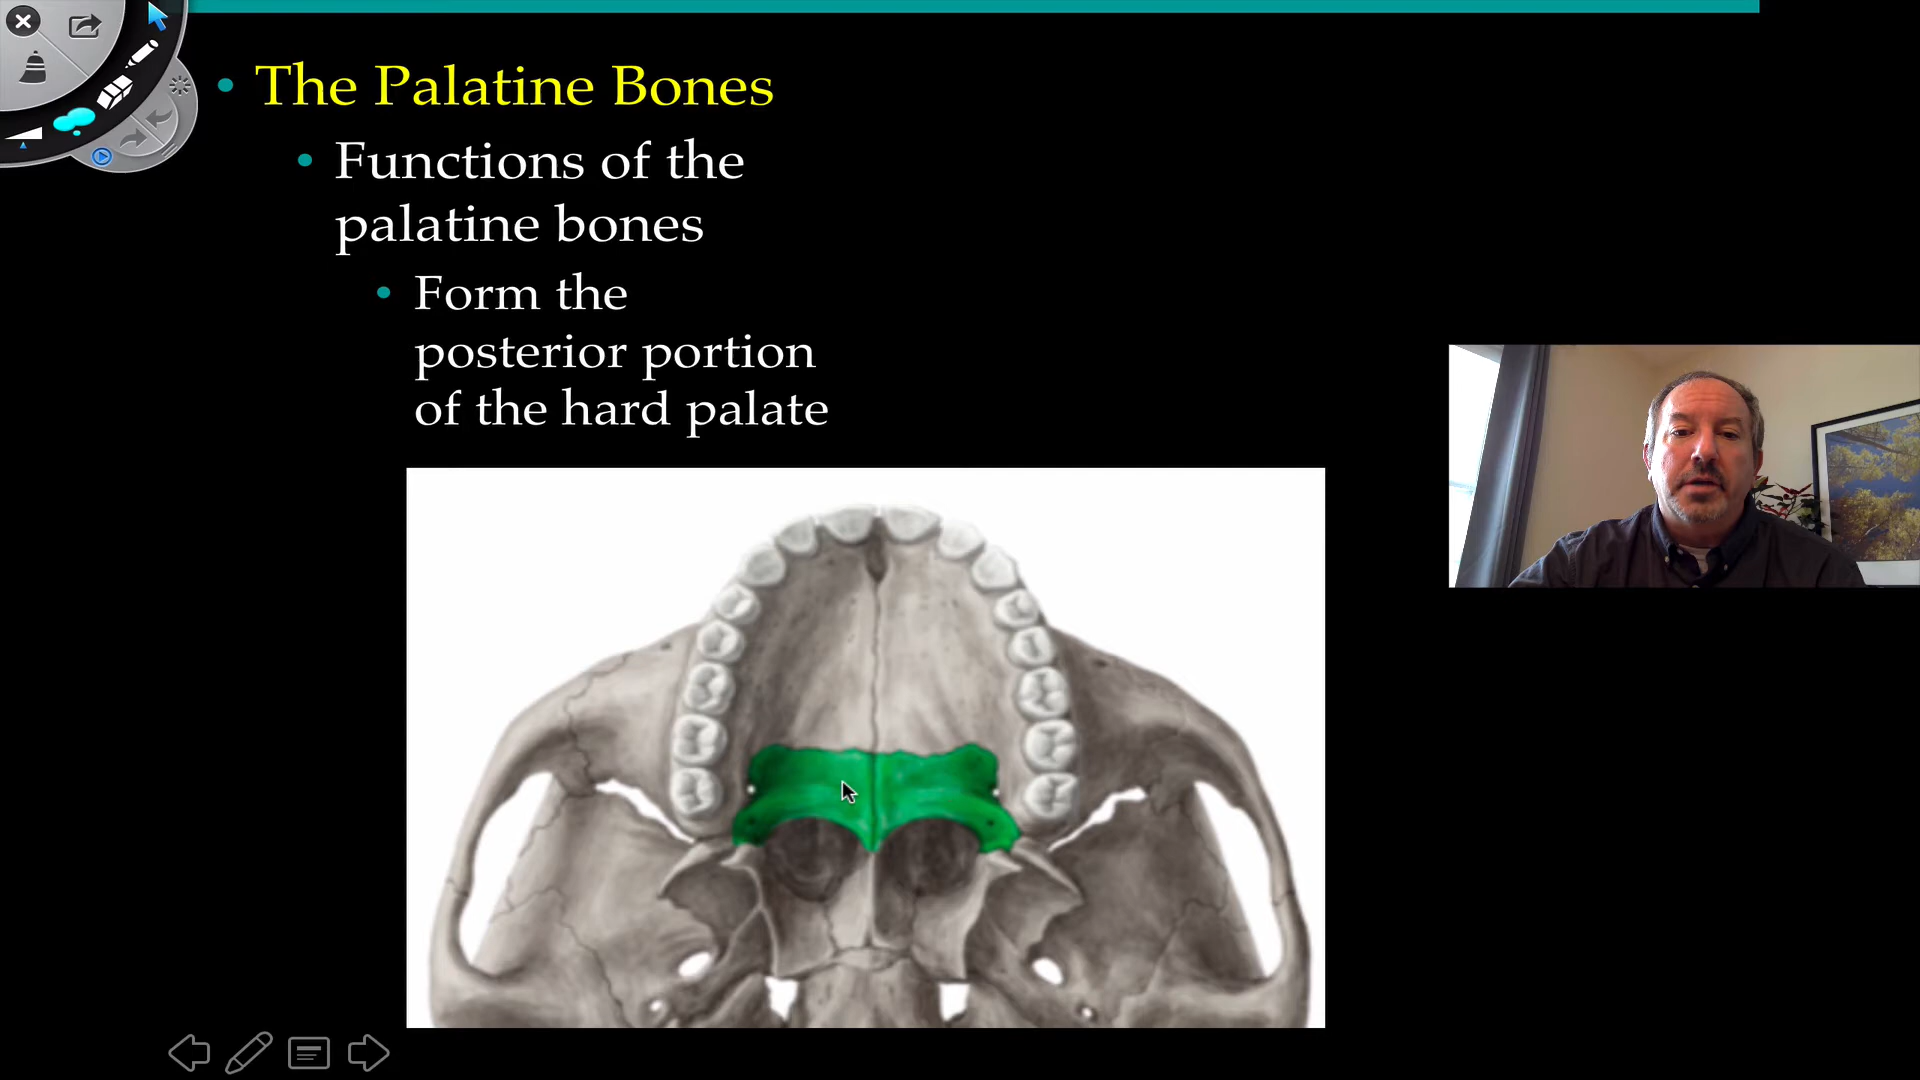 The Palatine Bones
Functions of the
palatine bones
Form the
posterior portion
of the hard palate